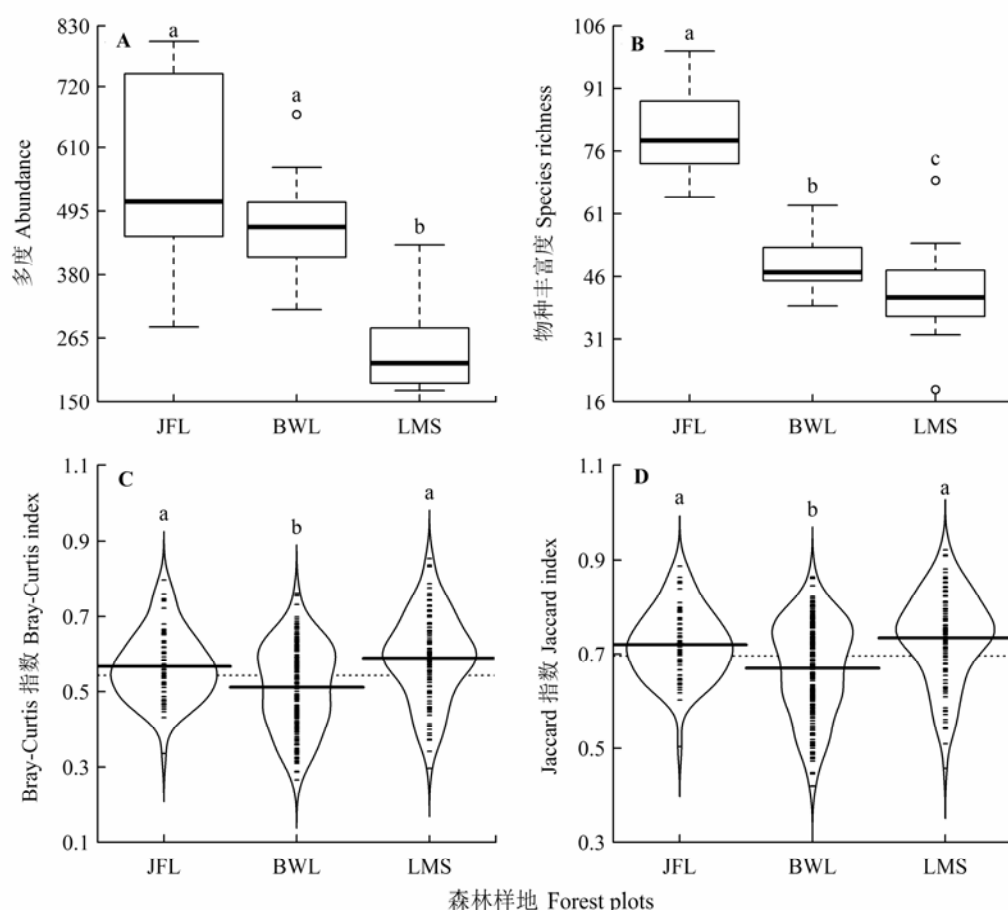 A
多度 Abundance
830
720
610
495
380
265
150
a
a
b
JFL
BWL
LMS
B
物种丰富度 Species richness
106
91
76
61
46
31
16
a
b
c
JFL
BWL
LMS
C
Bray-Curtis 指数 Bray-Curtis index
1.1
0.9
0.7
0.5
0.3
0.1
a
b
a
JFL
BWL
LMS
D
Jaccard 指数 Jaccard index
1.1
0.9
0.7
0.5
0.3
a
b
a
JFL
BWL
LMS
森林样地 Forest plots